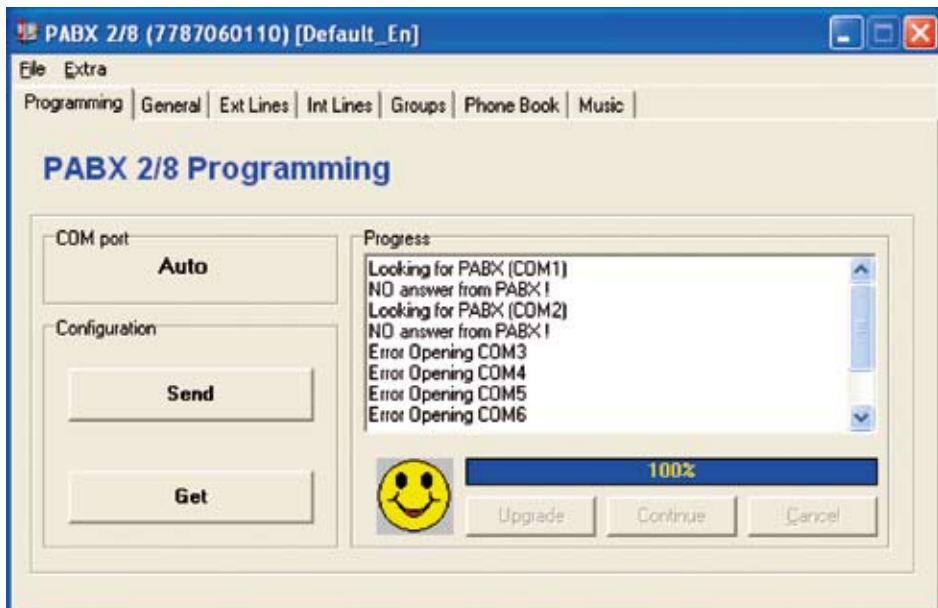 PABX 2/8 (7787060110) [Default_En]
File Extra
Programming General Ext Lines Int Lines Groups Phone Book Music
PABX 2/8 Programming
COM port
Auto
Configuration
Send
Get
Progress
Looking for PABX (COM1)
NO answer from PABX !
Looking for PABX (COM2)
NO answer from PABX !
Error Opening COM3
Error Opening COM4
Error Opening COM5
Error Opening COM6
100%
Upgrade Continue Cancel